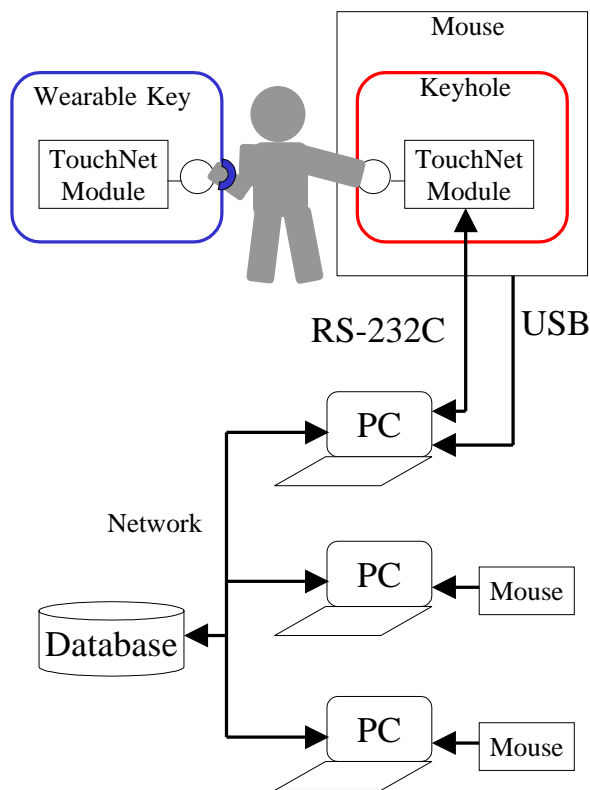 Mouse
Wearable Key
Keyhole
TouchNet
Module
TouchNet
Module
RS-232C
USB
PC
Network
PC
Mouse
Database
PC
Mouse